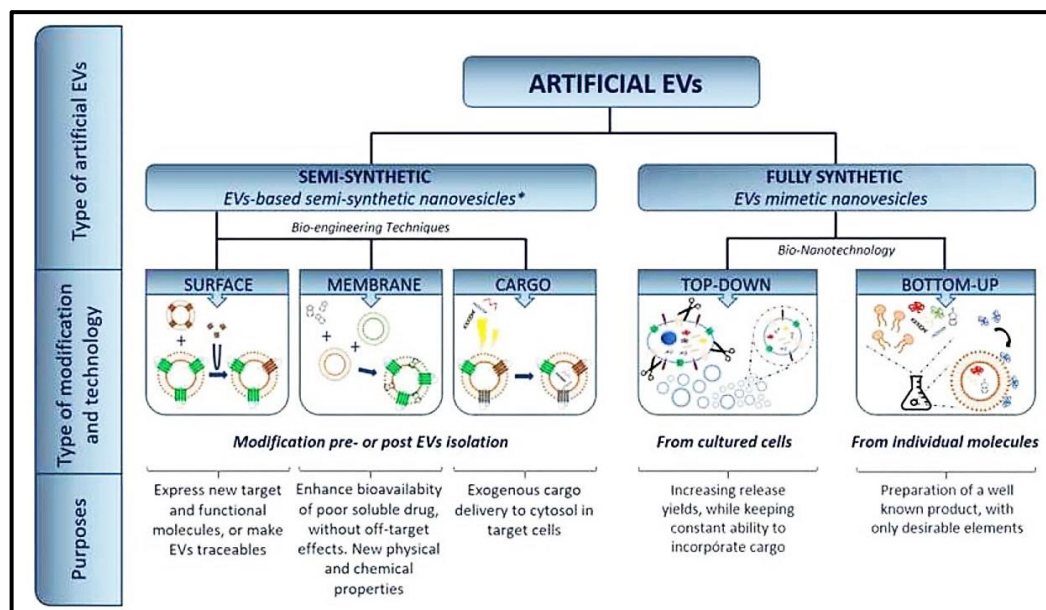 Type of artificial EVs
Type of modification
and technology
Purposes
ARTIFICIAL EVs
SEMI-SYNTHETIC
EVs-based semi-synthetic nanovesicles*
FULLY SYNTHETIC
EVs mimetic nanovesicles
Bio-engineering Techniques
Bio-Nanotechnology
SURFACE
MEMBRANE
CARGO
TOP-DOWN
BOTTOM-UP
Modification pre- or post EVs isolation
From cultured cells
From individual molecules
Express new target
and functional
molecules, or make
EVs traceables
Enhance bioavailabity
of poor soluble drug,
without off-target
effects. New physical
and chemical
properties
Exogenous cargo
delivery to cytosol in
target cells
Increasing release
yields, while keeping
constant ability to
incorpórate cargo
Preparation of a well
known product, with
only desirable elements